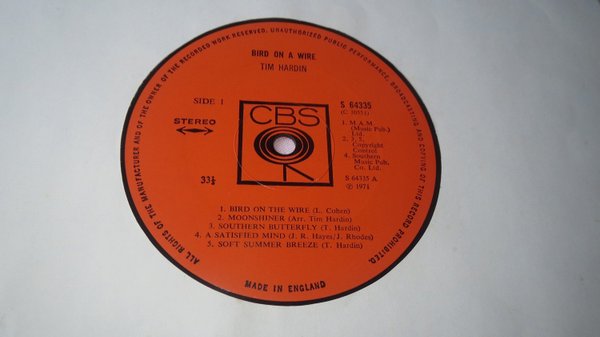 BIRD ON A WIRE
TIM HARDIN
SIDE 1
CBS
S 64335
STEREO
1. M.A.M.
(Music Pub.)
Ltd.
2. J, 5,
Copyright
Control
4. Southern
Music Pub.
Co. Ltd.
33⅓
S 64335 A
℗ 1971
1. BIRD ON THE WIRE (L. Cohen)
2. MOONSHINER (Arr. Tim Hardin)
3. SOUTHERN BUTTERFLY (T. Hardin)
4. A SATISFIED MIND (J. R. Hayes/J. Rhodes)
5. SOFT SUMMER BREEZE (T. Hardin)
ALL RIGHTS OF THE MANUFACTURER AND OF THE OWNER OF THE RECORDED WORK RESERVED. UNAUTHORIZED PUBLIC PERFORMANCE, BROADCASTING AND COPYING OF THIS RECORD PROHIBITED.
MADE IN ENGLAND